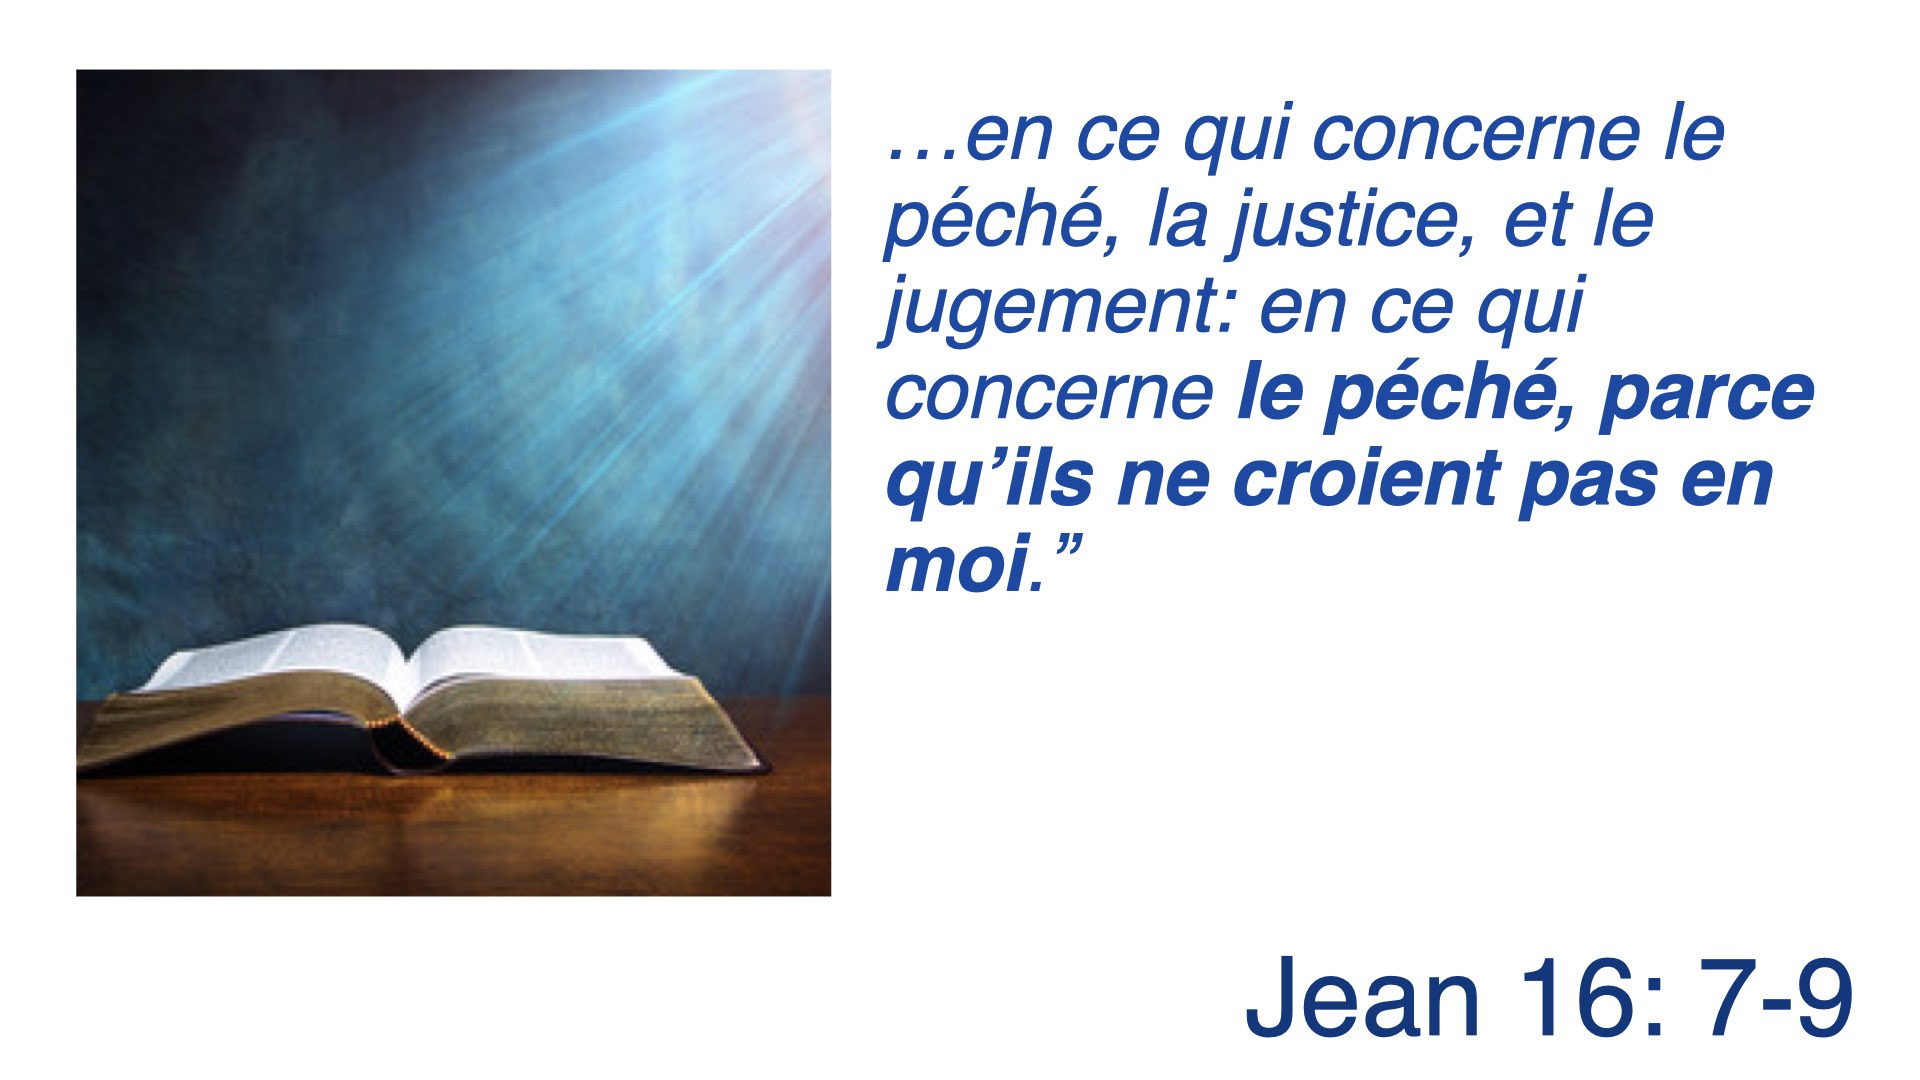 …en ce qui concerne le
péché, la justice, et le
jugement: en ce qui
concerne le péché, parce
qu’ils ne croient pas en
moi.”
Jean 16: 7-9